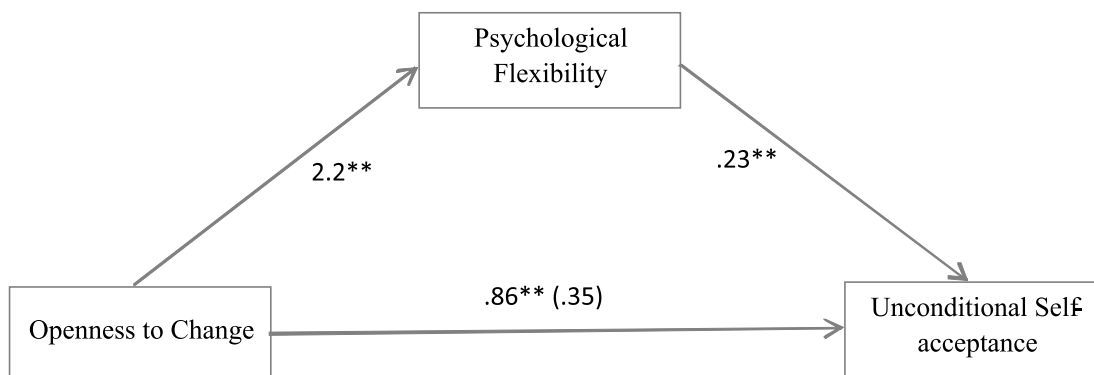 Psychological
Flexibility
2.2**
.23**
.86** (.35)
Openness to Change
Unconditional Self-
acceptance